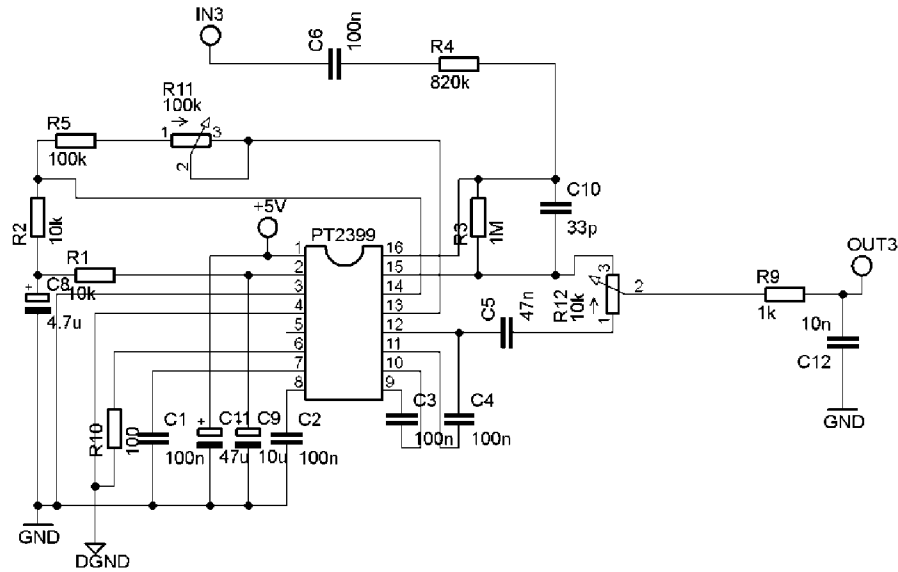 IN3
C6
100n
R4
820k
R11
100k
1
3
2
R5
100k
R2
10k
+5V
PT2399
R3
1M
C10
33p
OUT3
R1
10k
C8
+
4.7u
1
2
3
4
5
6
7
8
16
15
14
13
12
11
10
9
C5
47n
R12
10k
3
2
1
R9
1k
10n
C12
GND
R10
100
C1
100n
+
C11
47u
+
C9
10u
C2
100n
C3
100n
C4
100n
GND
DGND